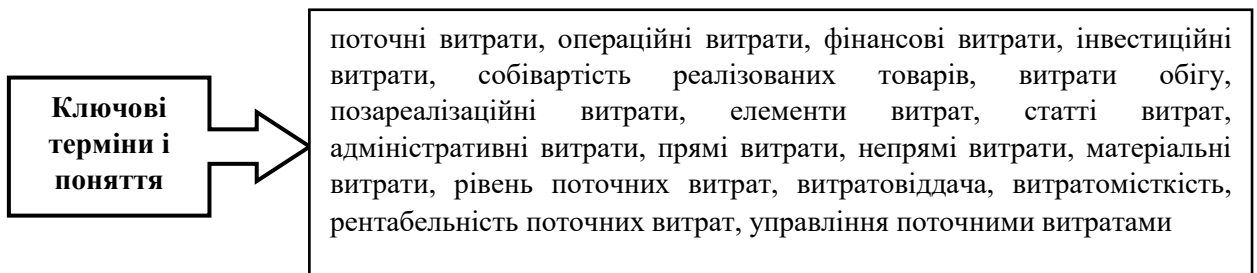 Ключові
терміни і
поняття
поточні витрати, операційні витрати, фінансові витрати, інвестиційні
витрати, собівартість реалізованих товарів, витрати обігу,
позареалізаційні витрати, елементи витрат, статті витрат,
адміністративні витрати, прямі витрати, непрямі витрати, матеріальні
витрати, рівень поточних витрат, витратовіддача, витратомісткість,
рентабельність поточних витрат, управління поточними витратами